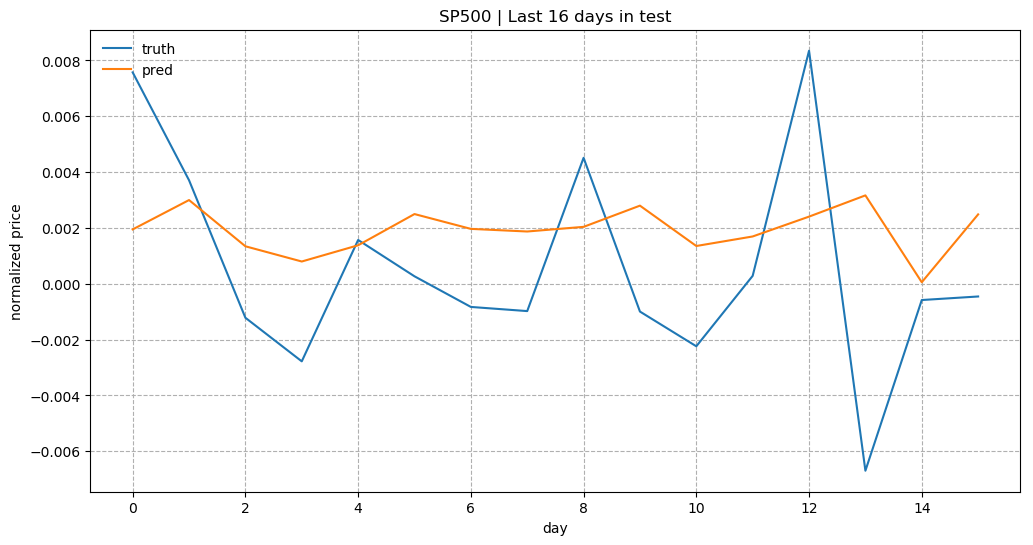 SP500 | Last 16 days in test
truth
pred
0.008
0.006
0.004
0.002
0.000
−0.002
−0.004
−0.006
normalized price
0 2 4 6 8 10 12 14
day